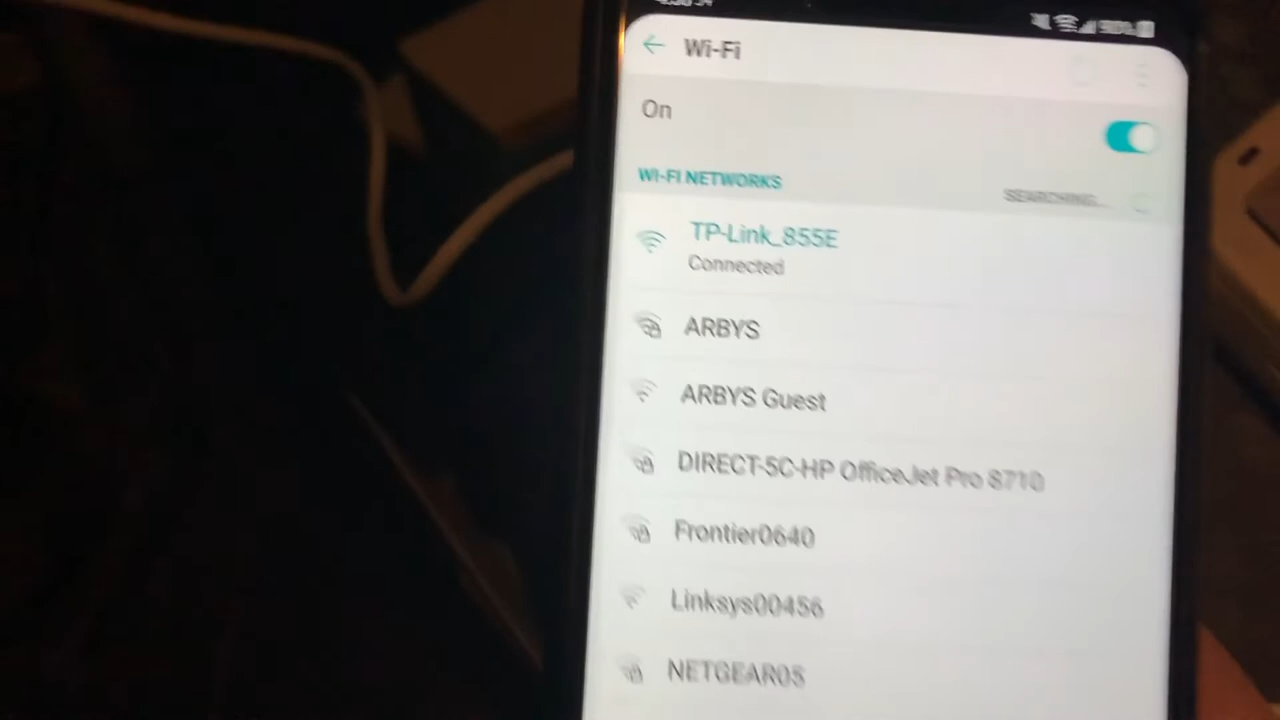 Wi-Fi
On
WI-FI NETWORKS
SEARCHING...
TP-Link_855E
Connected
ARBYS
ARBYS Guest
DIRECT-5C-HP OfficeJet Pro 8710
Frontier0640
Linksys00456
NETGEAR05